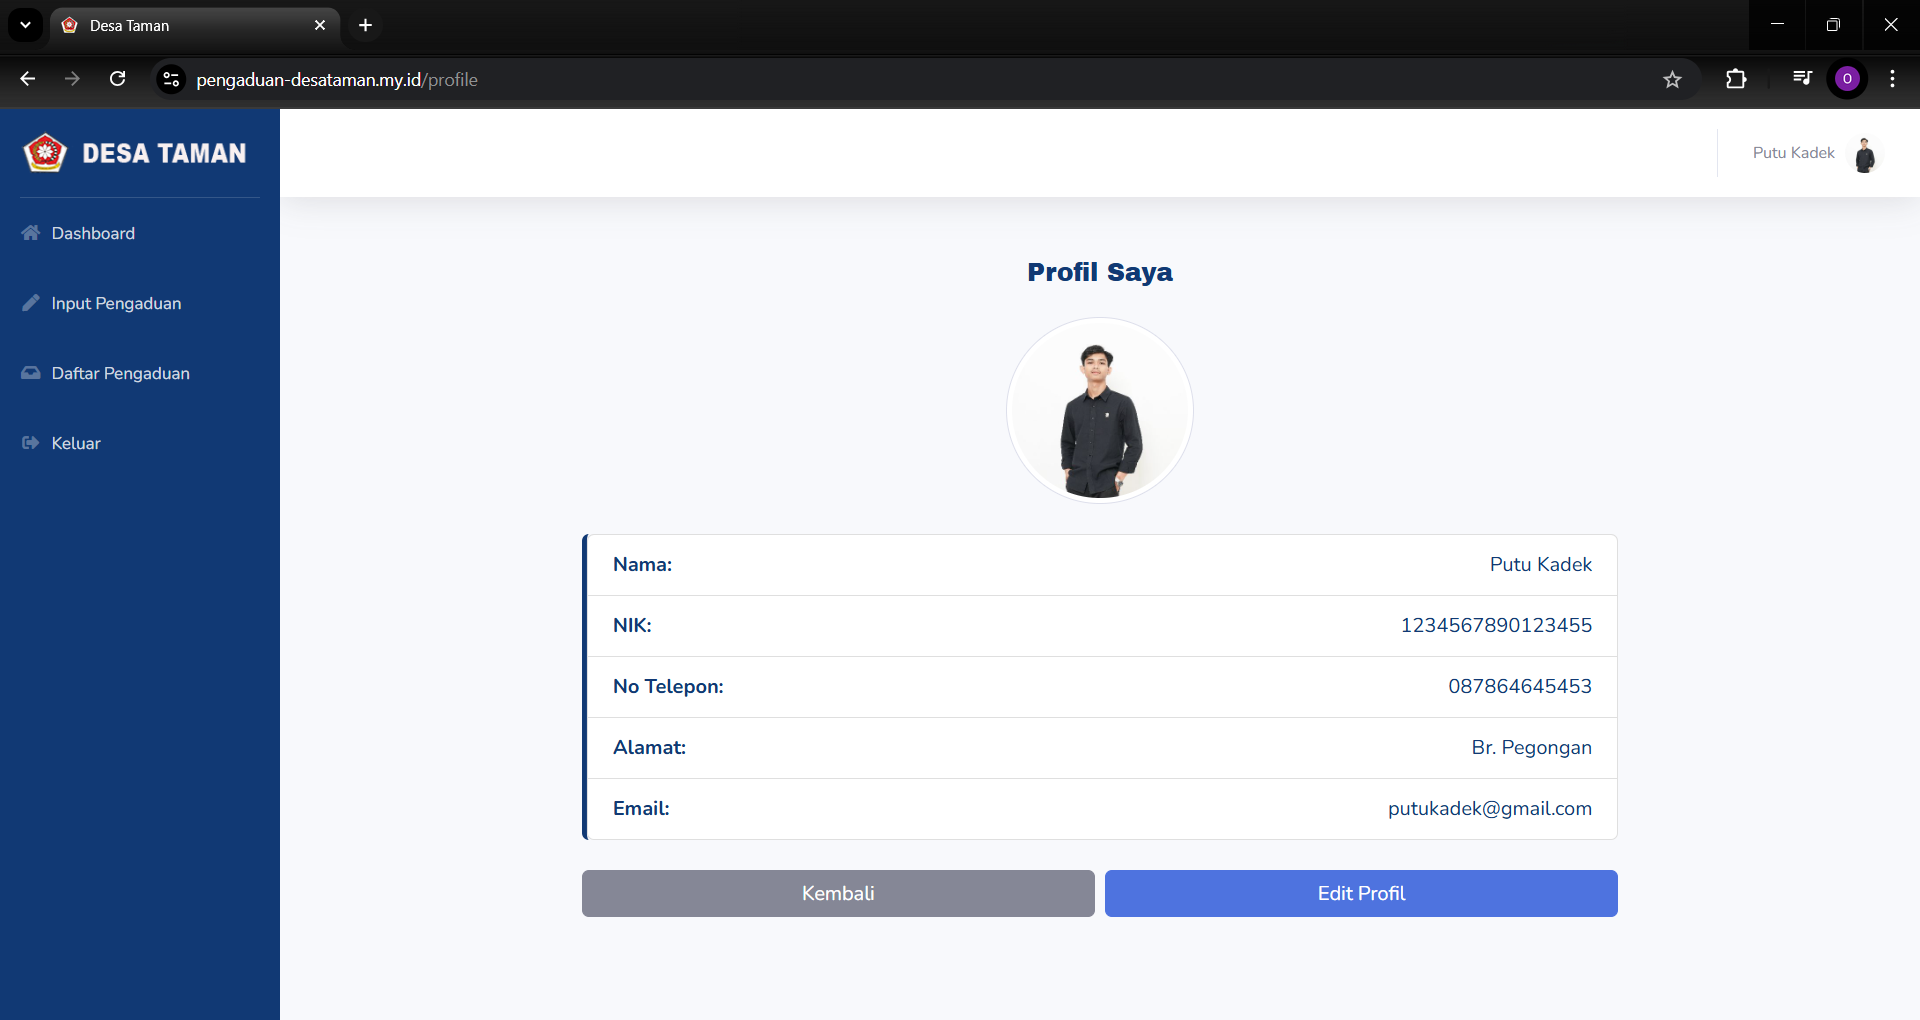 Desa Taman
pengaduan-desataman.my.id/profile
O
DESA TAMAN
Putu Kadek
Dashboard
Input Pengaduan
Daftar Pengaduan
Keluar
Profil Saya
Nama: Putu Kadek
NIK: 1234567890123455
No Telepon: 087864645453
Alamat: Br. Pegongan
Email: putukadek@gmail.com
Kembali Edit Profil